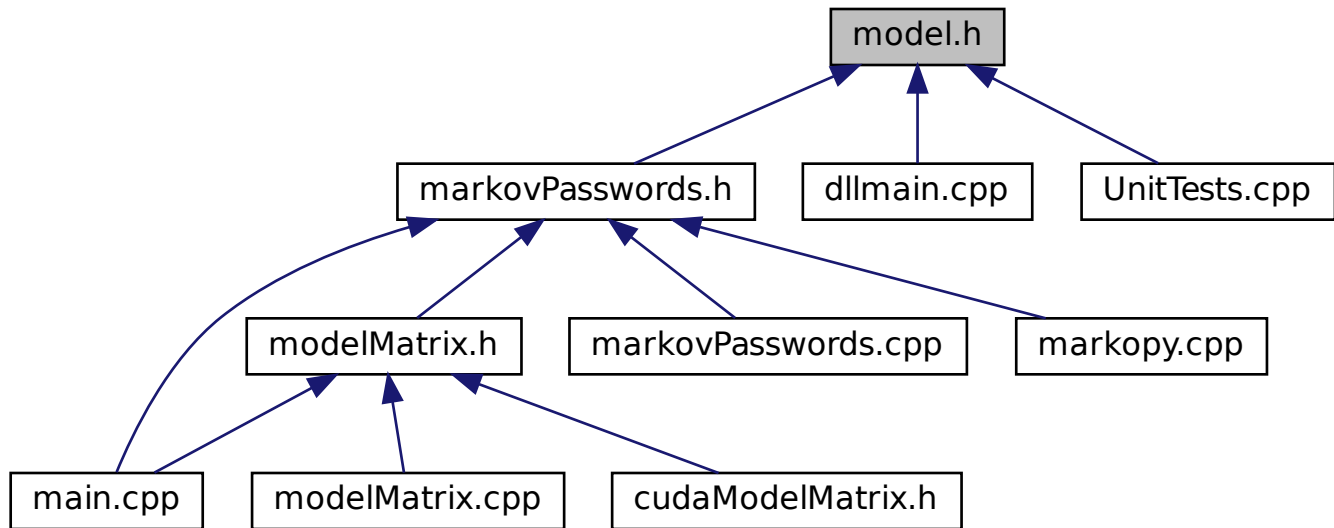 model.h
markovPasswords.h
dllmain.cpp
UnitTests.cpp
modelMatrix.h
markovPasswords.cpp
markopy.cpp
main.cpp
modelMatrix.cpp
cudaModelMatrix.h